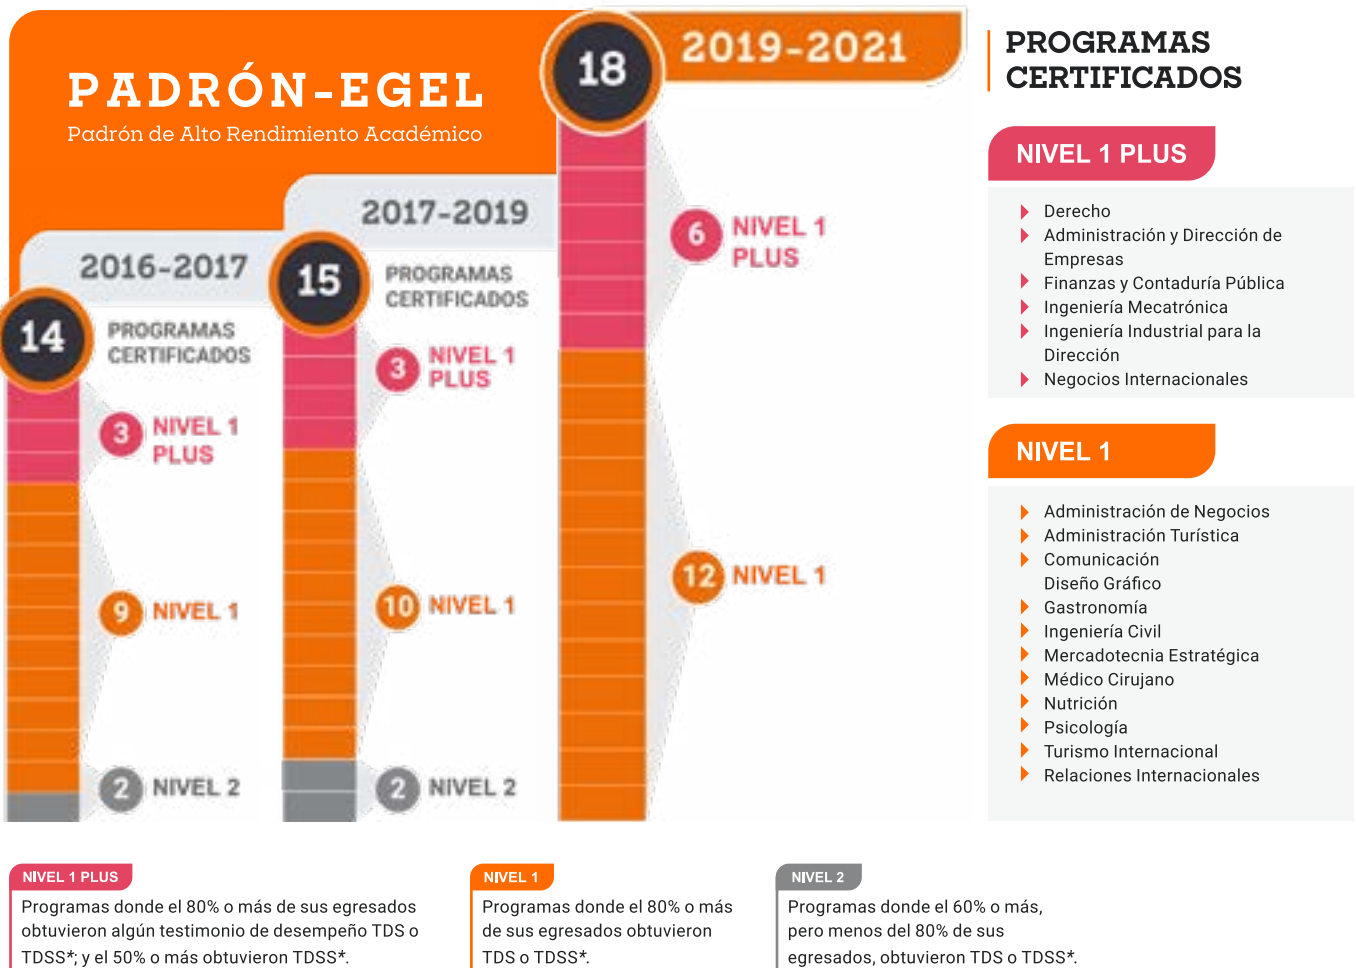 PADRÓN-EGEL
Padrón de Alto Rendimiento Académico
2016-2017
14
PROGRAMAS
CERTIFICADOS
3
NIVEL 1
PLUS
9
NIVEL 1
2
NIVEL 2
2017-2019
15
PROGRAMAS
CERTIFICADOS
3
NIVEL 1
PLUS
10
NIVEL 1
2
NIVEL 2
2019-2021
18
6
NIVEL 1
PLUS
12
NIVEL 1
PROGRAMAS
CERTIFICADOS
NIVEL 1 PLUS
Derecho
Administración y Dirección de
Empresas
Finanzas y Contaduría Pública
Ingeniería Mecatrónica
Ingeniería Industrial para la
Dirección
Negocios Internacionales
NIVEL 1
Administración de Negocios
Administración Turística
Comunicación
Diseño Gráfico
Gastronomía
Ingeniería Civil
Mercadotecnia Estratégica
Médico Cirujano
Nutrición
Psicología
Turismo Internacional
Relaciones Internacionales
NIVEL 1 PLUS
Programas donde el 80% o más de sus egresados
obtuvieron algún testimonio de desempeño TDS o
TDSS*; y el 50% o más obtuvieron TDSS*.
NIVEL 1
Programas donde el 80% o más
de sus egresados obtuvieron
TDS o TDSS*.
NIVEL 2
Programas donde el 60% o más,
pero menos del 80% de sus
egresados, obtuvieron TDS o TDSS*.